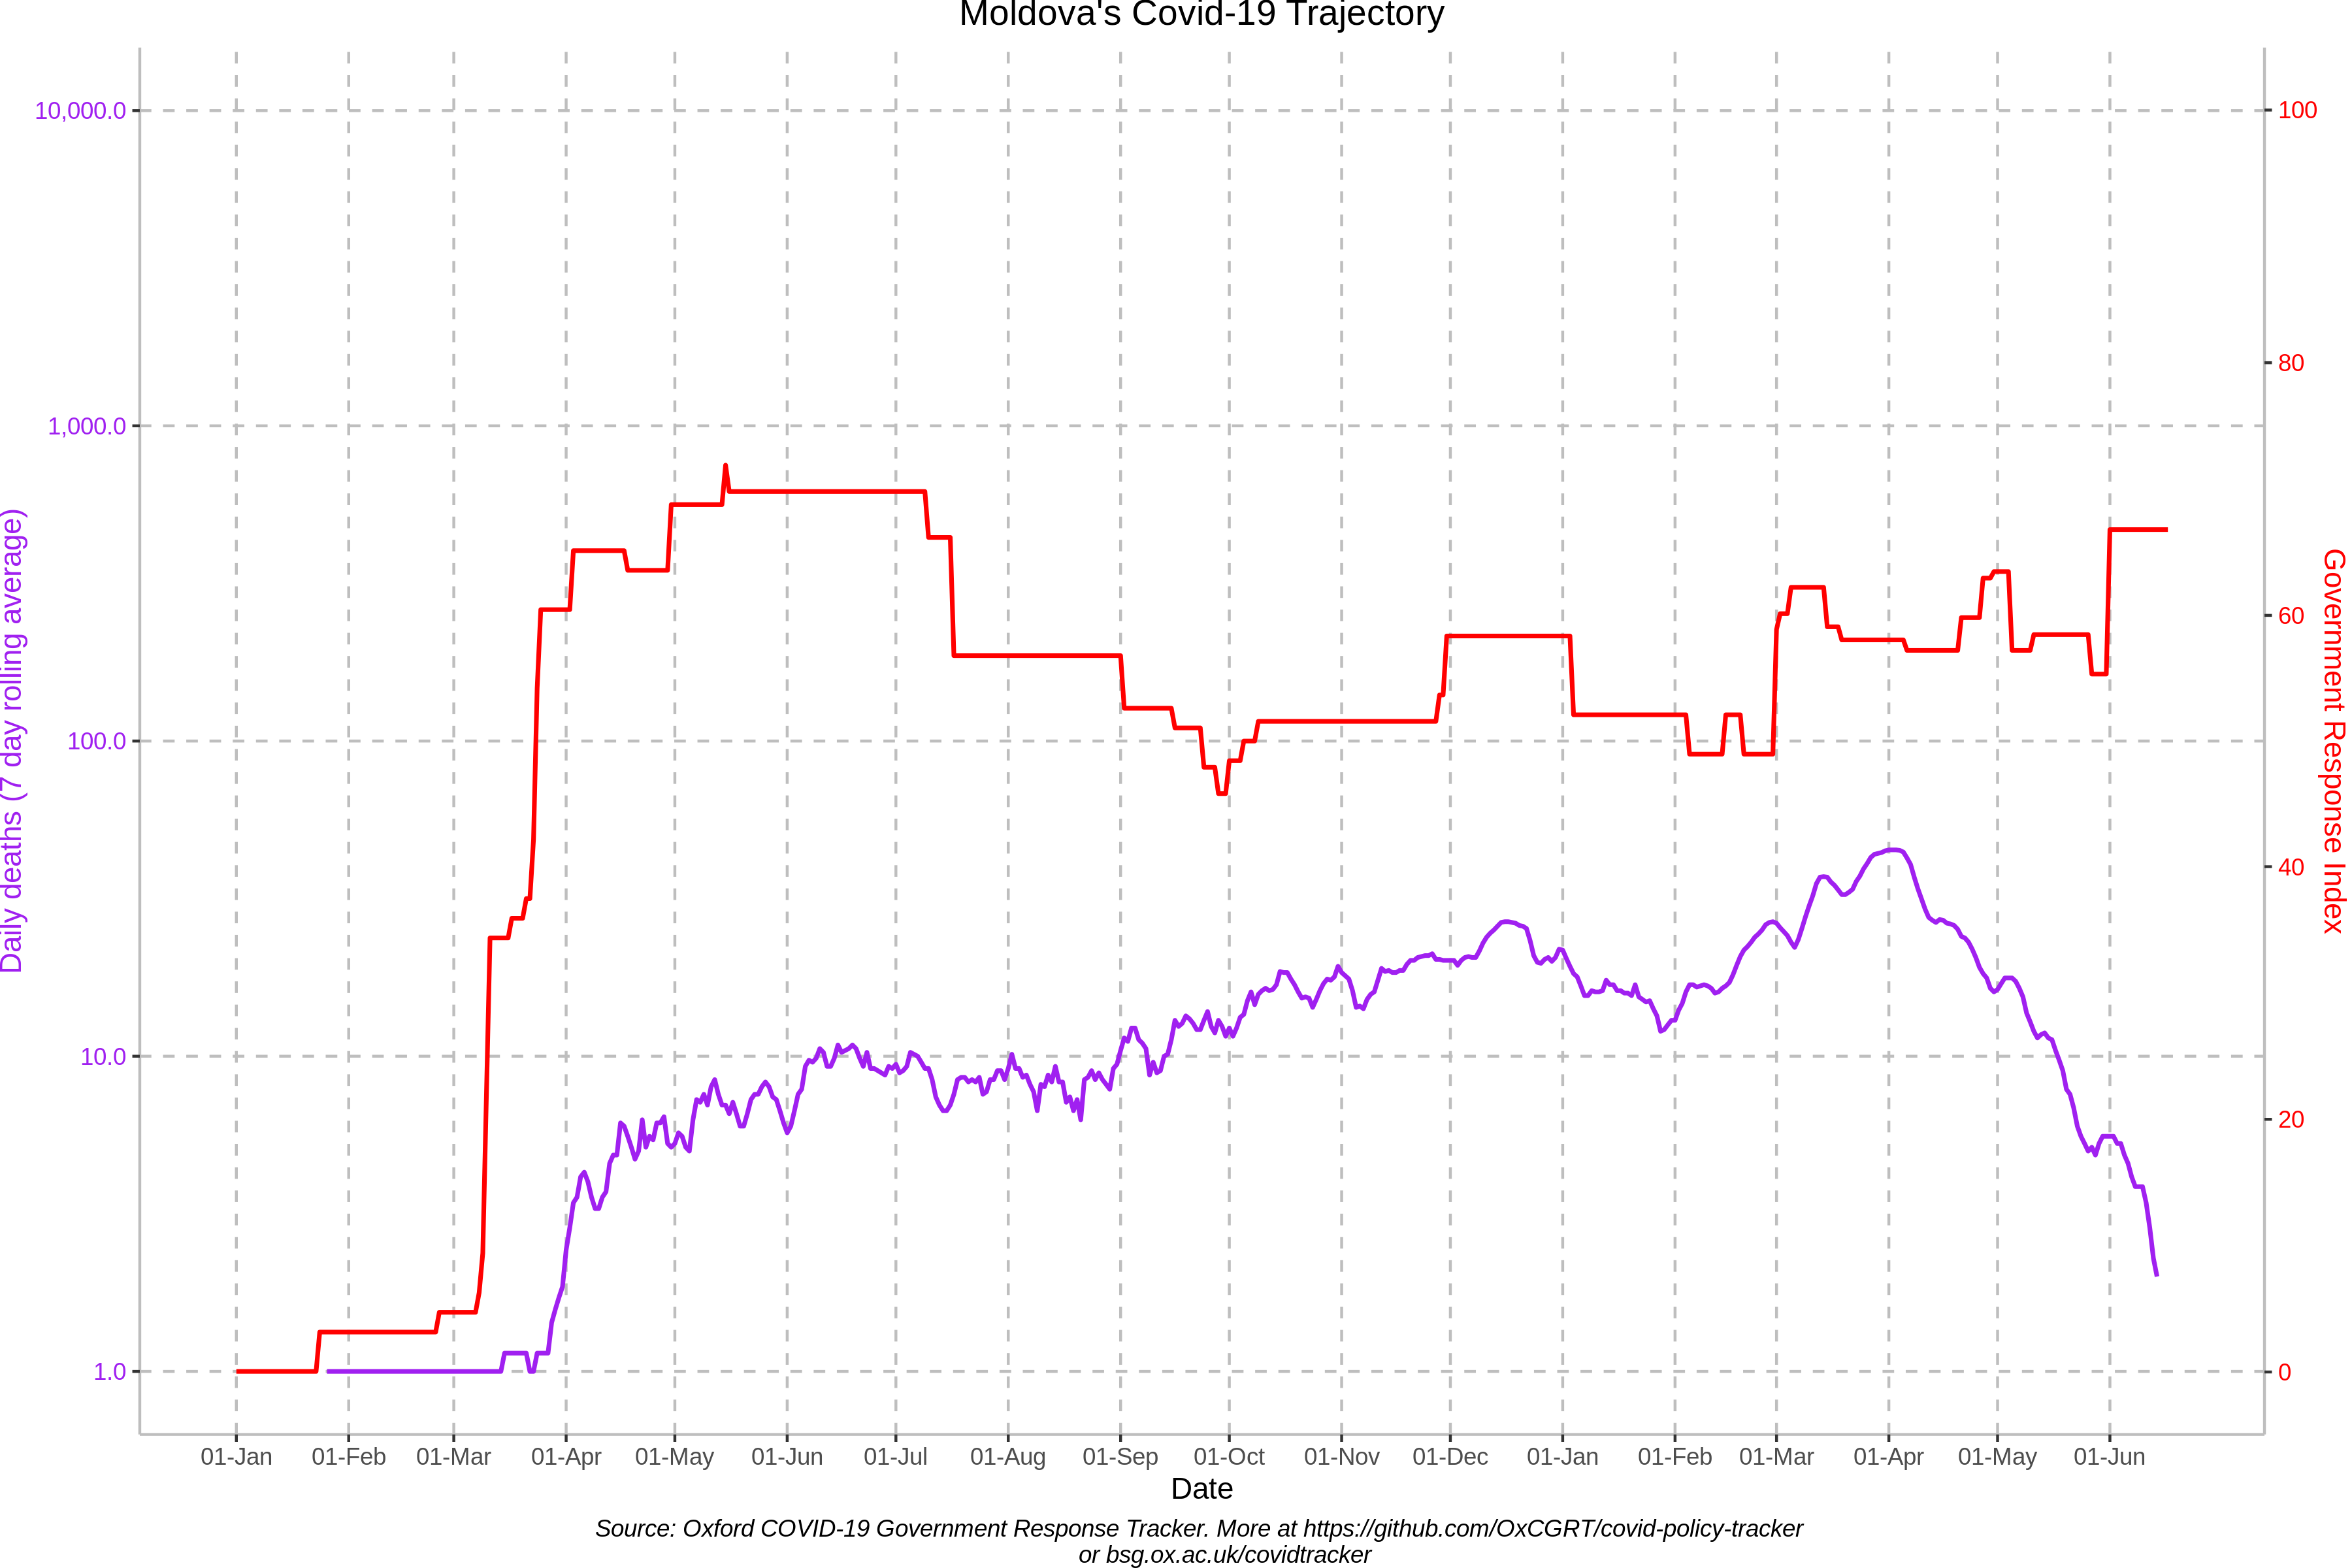 Moldova's Covid-19 Trajectory
10,000.0
1,000.0
100.0
10.0
1.0
Daily deaths (7 day rolling average)
100
80
60
40
20
0
Government Response Index
01-Jan 01-Feb 01-Mar 01-Apr 01-May 01-Jun 01-Jul 01-Aug 01-Sep 01-Oct 01-Nov 01-Dec 01-Jan 01-Feb 01-Mar 01-Apr 01-May 01-Jun
Date
Source: Oxford COVID-19 Government Response Tracker. More at https://github.com/OxCGRT/covid-policy-tracker
or bsg.ox.ac.uk/covidtracker